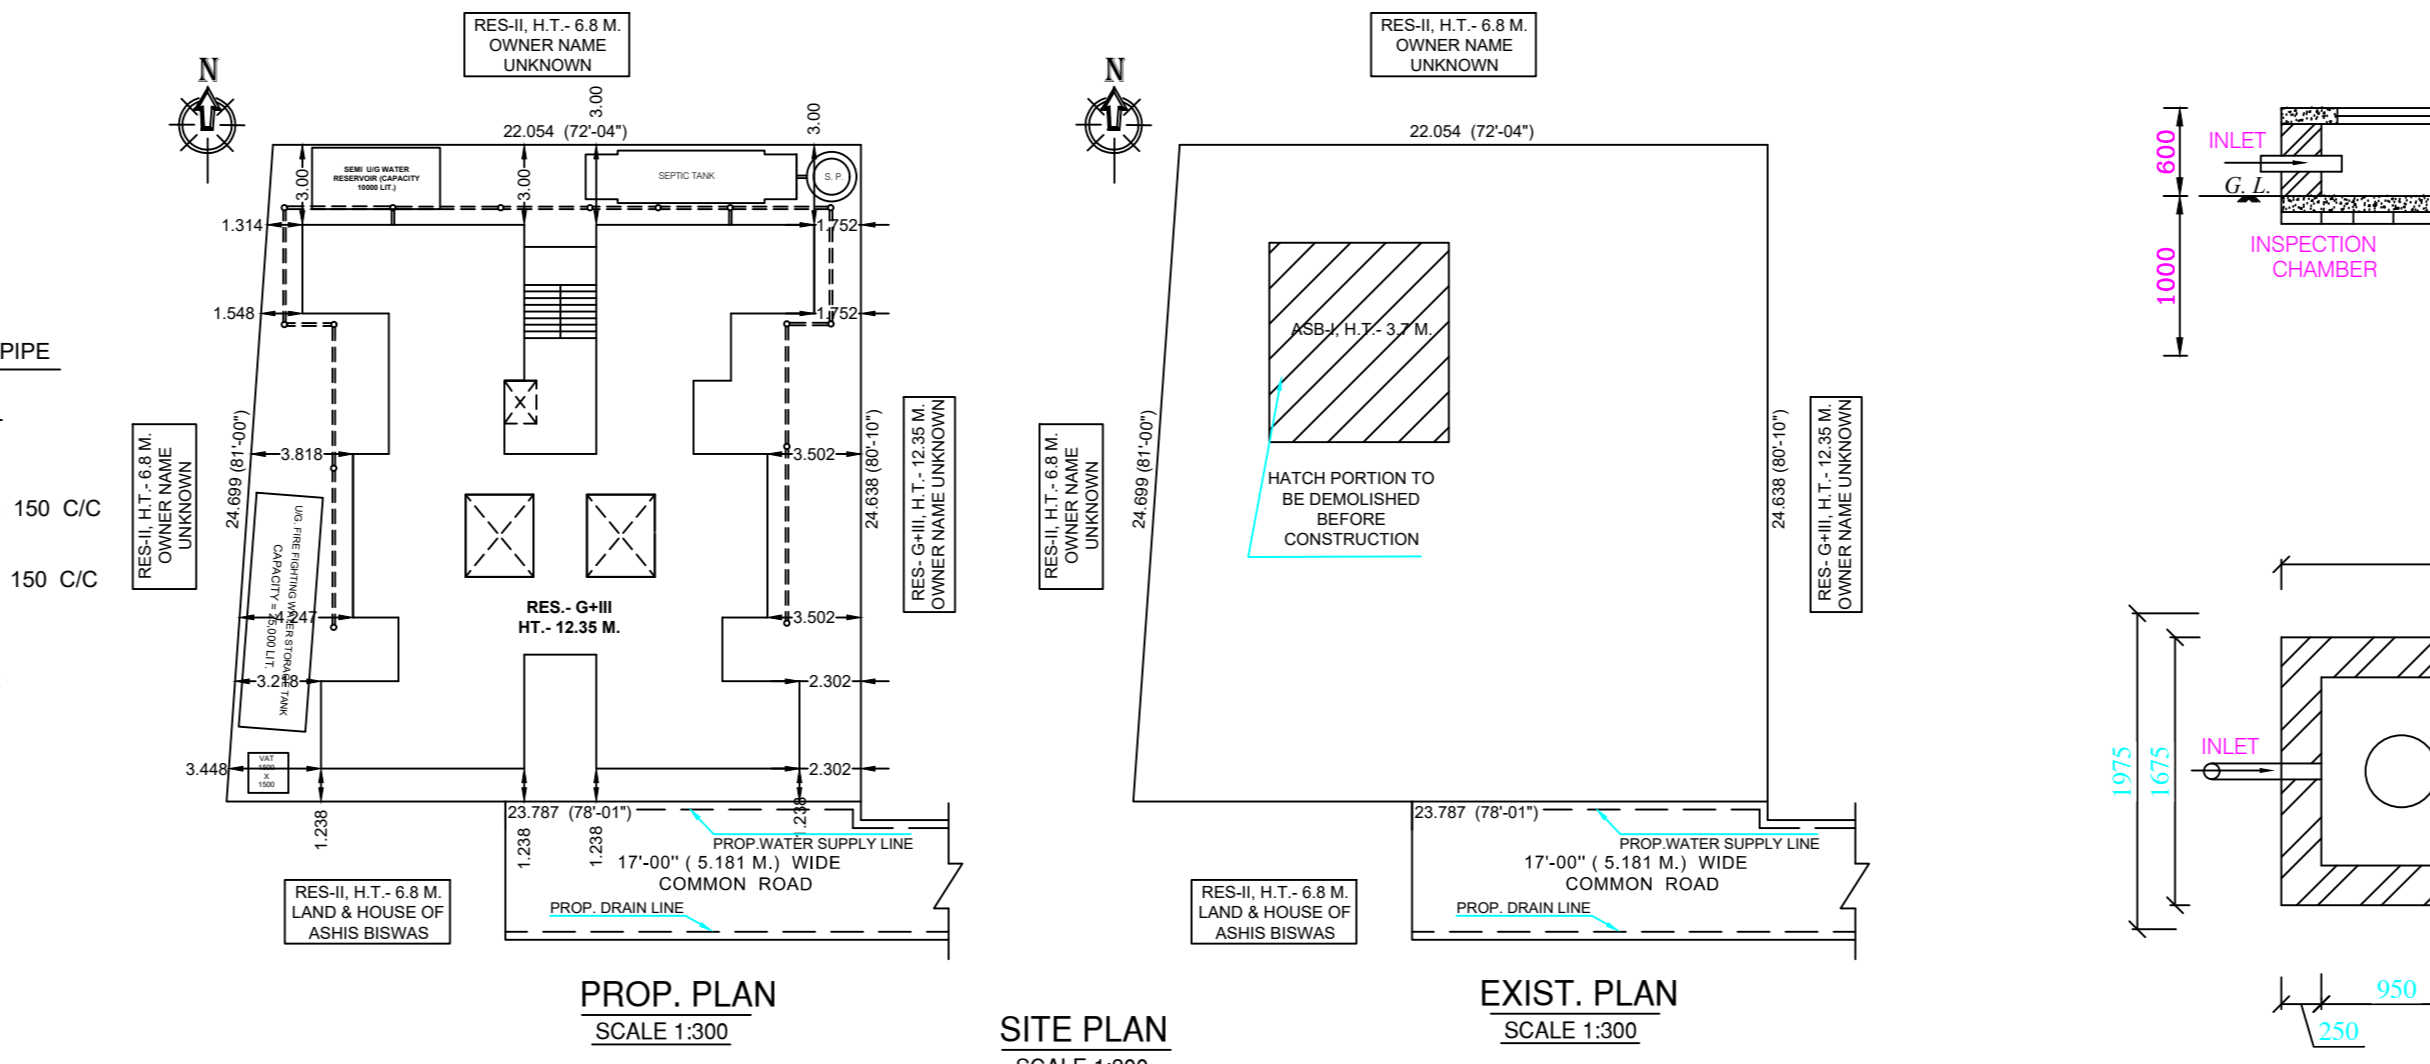 RES-II, H.T.- 6.8 M.
OWNER NAME
UNKNOWN
N
22.054 (72'-04")
3.00
3.00
3.00
3.00
SEMI U/G WATER
RESERVOIR (CAPACITY
10000 LIT.)
SEPTIC TANK
S. P.
1.314
1.752
1.548
1.752
X
24.699 (81'-00")
RES-II, H.T.- 6.8 M.
OWNER NAME
UNKNOWN
3.818
3.502
24.638 (80'-10")
RES- G+III, H.T.- 12.35 M.
OWNER NAME UNKNOWN
U/G. FIRE FIGHTING WATER STORAGE TANK
CAPACITY = 25,000 LIT.
RES.- G+III
HT.- 12.35 M.
4.247
3.502
3.218
2.302
3.448
2.302
VAT
1500
X
1500
1.238
1.238
1.238
1.238
23.787 (78'-01")
PROP.WATER SUPPLY LINE
17'-00" ( 5.181 M.) WIDE
COMMON ROAD
PROP. DRAIN LINE
RES-II, H.T.- 6.8 M.
LAND & HOUSE OF
ASHIS BISWAS
PROP. PLAN
SCALE 1:300
PIPE
150 C/C
150 C/C
RES-II, H.T.- 6.8 M.
OWNER NAME
UNKNOWN
N
22.054 (72'-04")
ASB-I, H.T.- 3.7 M.
HATCH PORTION TO
BE DEMOLISHED
BEFORE
CONSTRUCTION
24.699 (81'-00")
RES-II, H.T.- 6.8 M.
OWNER NAME
UNKNOWN
24.638 (80'-10")
RES- G+III, H.T.- 12.35 M.
OWNER NAME UNKNOWN
23.787 (78'-01")
PROP.WATER SUPPLY LINE
17'-00" ( 5.181 M.) WIDE
COMMON ROAD
PROP. DRAIN LINE
RES-II, H.T.- 6.8 M.
LAND & HOUSE OF
ASHIS BISWAS
EXIST. PLAN
SCALE 1:300
SITE PLAN
600
INLET
G. L.
1000
INSPECTION
CHAMBER
1975
1675
INLET
950
250